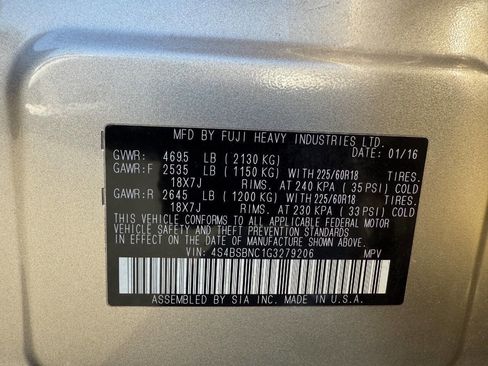 MFD BY FUJI HEAVY INDUSTRIES LTD.
DATE: 01/16
GVWR: 4695 LB (2130 KG)
GAWR:F 2535 LB (1150 KG) WITH 225/60R18 TIRES.
18X7J RIMS. AT 240 KPA (35 PSI) COLD
GAWR:R 2645 LB (1200 KG) WITH 225/60R18 TIRES.
18X7J RIMS. AT 230 KPA (33 PSI) COLD
THIS VEHICLE CONFORMS TO ALL APPLICABLE FEDERAL MOTOR
VEHICLE SAFETY AND THEFT PREVENTION STANDARDS
IN EFFECT ON THE DATE OF MANUFACTURE SHOWN ABOVE.
VIN: 4S4BSBNC1G3279206 MPV
ASSEMBLED BY SIA INC. MADE IN U.S.A.